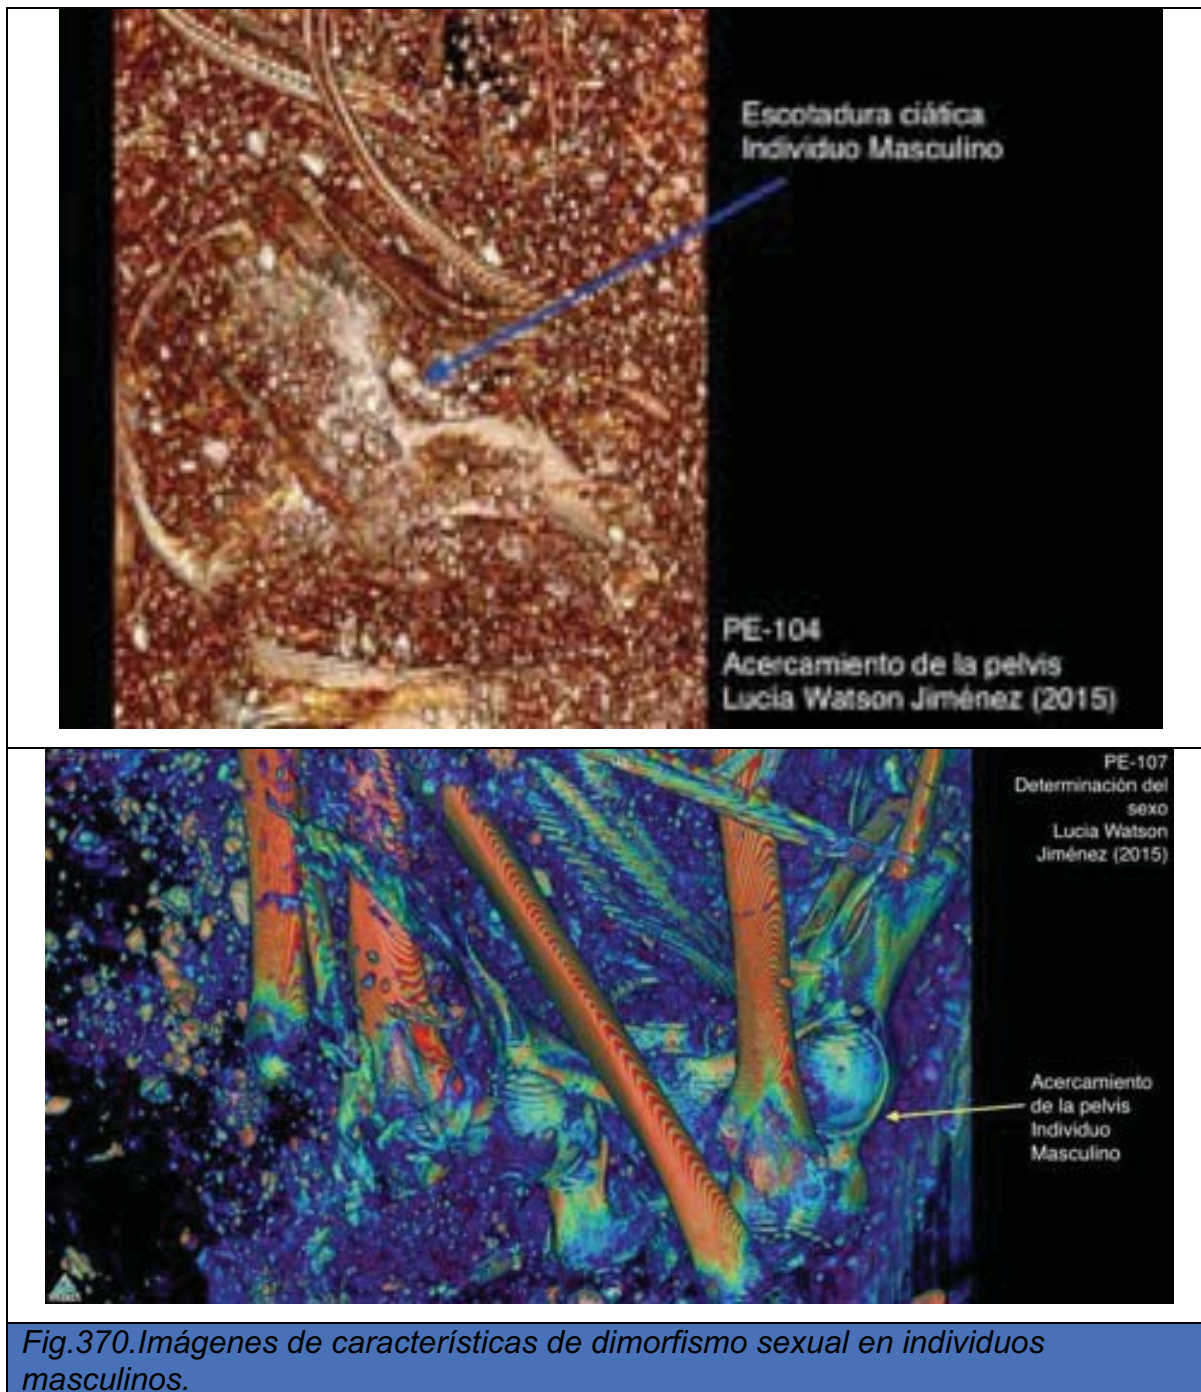 Escotadura ciática
Individuo Masculino
PE-104
Acercamiento de la pelvis
Lucia Watson Jiménez (2015)
PE-107
Determinación del
sexo
Lucia Watson
Jiménez (2015)
Acercamiento
de la pelvis
Individuo
Masculino
Fig.370.Imágenes de características de dimorfismo sexual en individuos
masculinos.